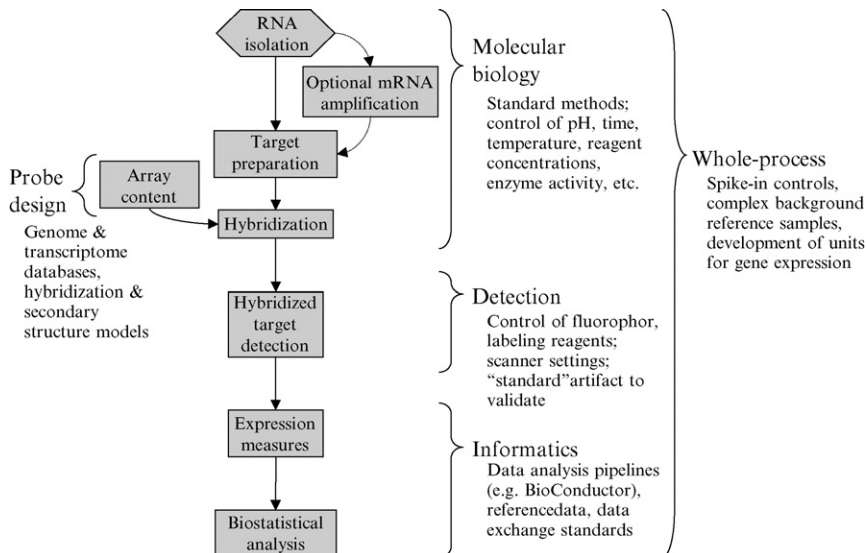 RNA
isolation
Optional mRNA
amplification
Target
preparation
Array
content
Hybridization
Hybridized
target
detection
Expression
measures
Biostatistical
analysis
Probe
design
Genome &
transcriptome
databases,
hybridization &
secondary
structure models
Molecular
biology
Standard methods;
control of pH, time,
temperature, reagent
concentrations,
enzyme activity, etc.
Detection
Control of fluorophor,
labeling reagents;
scanner settings;
“standard”artifact to
validate
Informatics
Data analysis pipelines
(e.g. BioConductor),
referencedata, data
exchange standards
Whole-process
Spike-in controls,
complex background
reference samples,
development of units
for gene expression